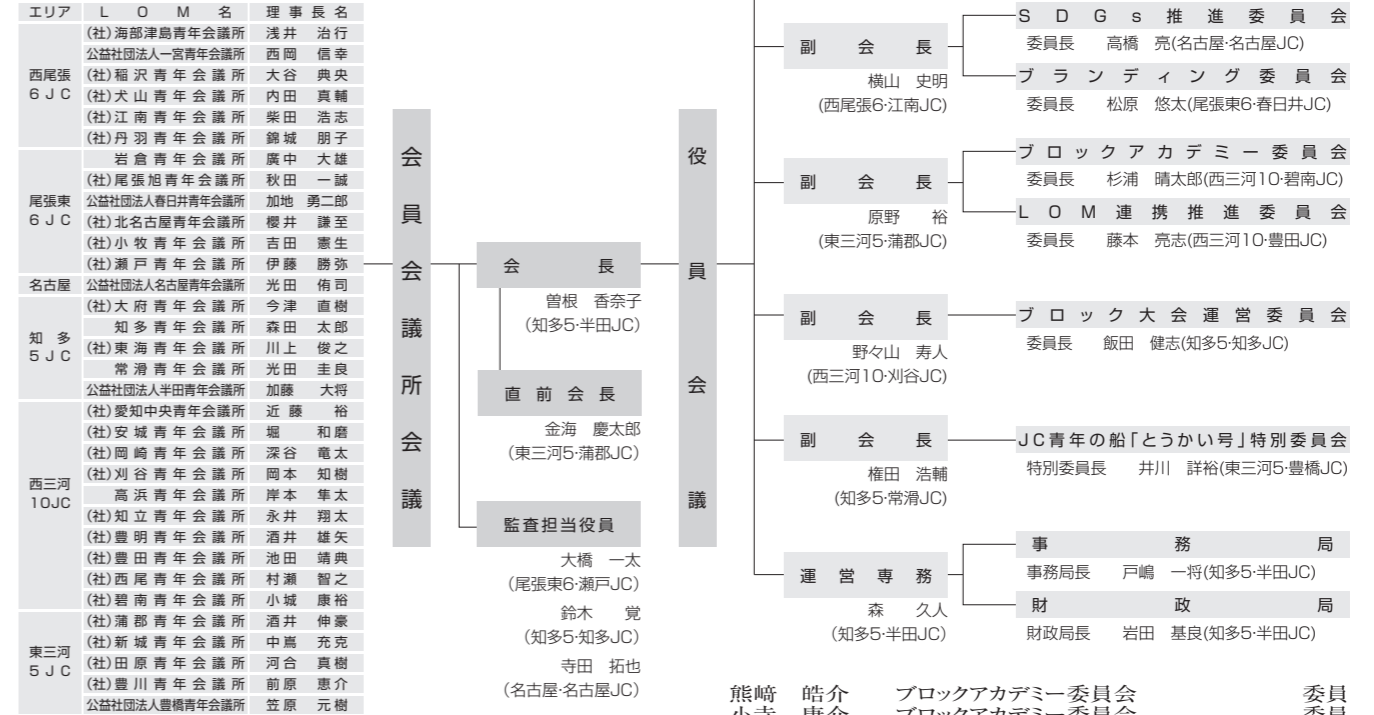 エリア LOM名 理事長名
西尾張
6JC
(社)海部津島青年会議所 浅井 治行
公益社団法人一宮青年会議所 西岡 信幸
(社)稲沢青年会議所 大谷 典央
(社)犬山青年会議所 内田 真輔
(社)江南青年会議所 柴田 浩志
(社)丹羽青年会議所 錦城 朋子
尾張東
6JC
岩倉青年会議所 廣中 大雄
(社)尾張旭青年会議所 秋田 一誠
公益社団法人春日井青年会議所 加地 勇二郎
(社)北名古屋青年会議所 櫻井 謙至
(社)小牧青年会議所 吉田 憲生
(社)瀬戸青年会議所 伊藤 勝弥
名古屋 公益社団法人名古屋青年会議所 光田 侑司
知多
5JC
(社)大府青年会議所 今津 直樹
知多青年会議所 森田 太郎
(社)東海青年会議所 川上 俊之
常滑青年会議所 光田 圭良
公益社団法人半田青年会議所 加藤 大将
西三河
10JC
(社)愛知中央青年会議所 近藤 裕
(社)安城青年会議所 堀 和磨
(社)岡崎青年会議所 深谷 竜太
(社)刈谷青年会議所 岡本 知樹
高浜青年会議所 岸本 隼太
(社)知立青年会議所 永井 翔太
(社)豊明青年会議所 酒井 雄矢
(社)豊田青年会議所 池田 靖典
(社)西尾青年会議所 村瀬 智之
(社)碧南青年会議所 小城 康裕
東三河
5JC
(社)蒲郡青年会議所 酒井 伸豪
(社)新城青年会議所 中嶌 充克
(社)田原青年会議所 河合 真樹
(社)豊川青年会議所 前原 恵介
公益社団法人豊橋青年会議所 笠原 元樹
会員会議所会議
会長
曽根 香奈子
(知多5·半田JC)
直前会長
金海 慶太郎
(東三河5·蒲郡JC)
監査担当役員
大橋 一太
(尾張東6·瀬戸JC)
鈴木 覚
(知多5·知多JC)
寺田 拓也
(名古屋·名古屋JC)
役員会議
副会長
横山 史明
(西尾張6·江南JC)
SDGs推進委員会
委員長 高橋 亮(名古屋·名古屋JC)
ブランディング委員会
委員長 松原 悠太(尾張東6·春日井JC)
副会長
原野 裕
(東三河5·蒲郡JC)
ブロックアカデミー委員会
委員長 杉浦 晴太郎(西三河10·碧南JC)
LOM連携推進委員会
委員長 藤本 亮志(西三河10·豊田JC)
副会長
野々山 寿人
(西三河10·刈谷JC)
ブロック大会運営委員会
委員長 飯田 健志(知多5·知多JC)
副会長
権田 浩輔
(知多5·常滑JC)
JC青年の船「とうかい号」特別委員会
特別委員長 井川 詳裕(東三河5·豊橋JC)
運営専務
森 久人
(知多5·半田JC)
事務局
事務局長 戸嶋 一将(知多5·半田JC)
財政局
財政局長 岩田 基良(知多5·半田JC)
熊﨑 皓介 ブロックアカデミー委員会 委員